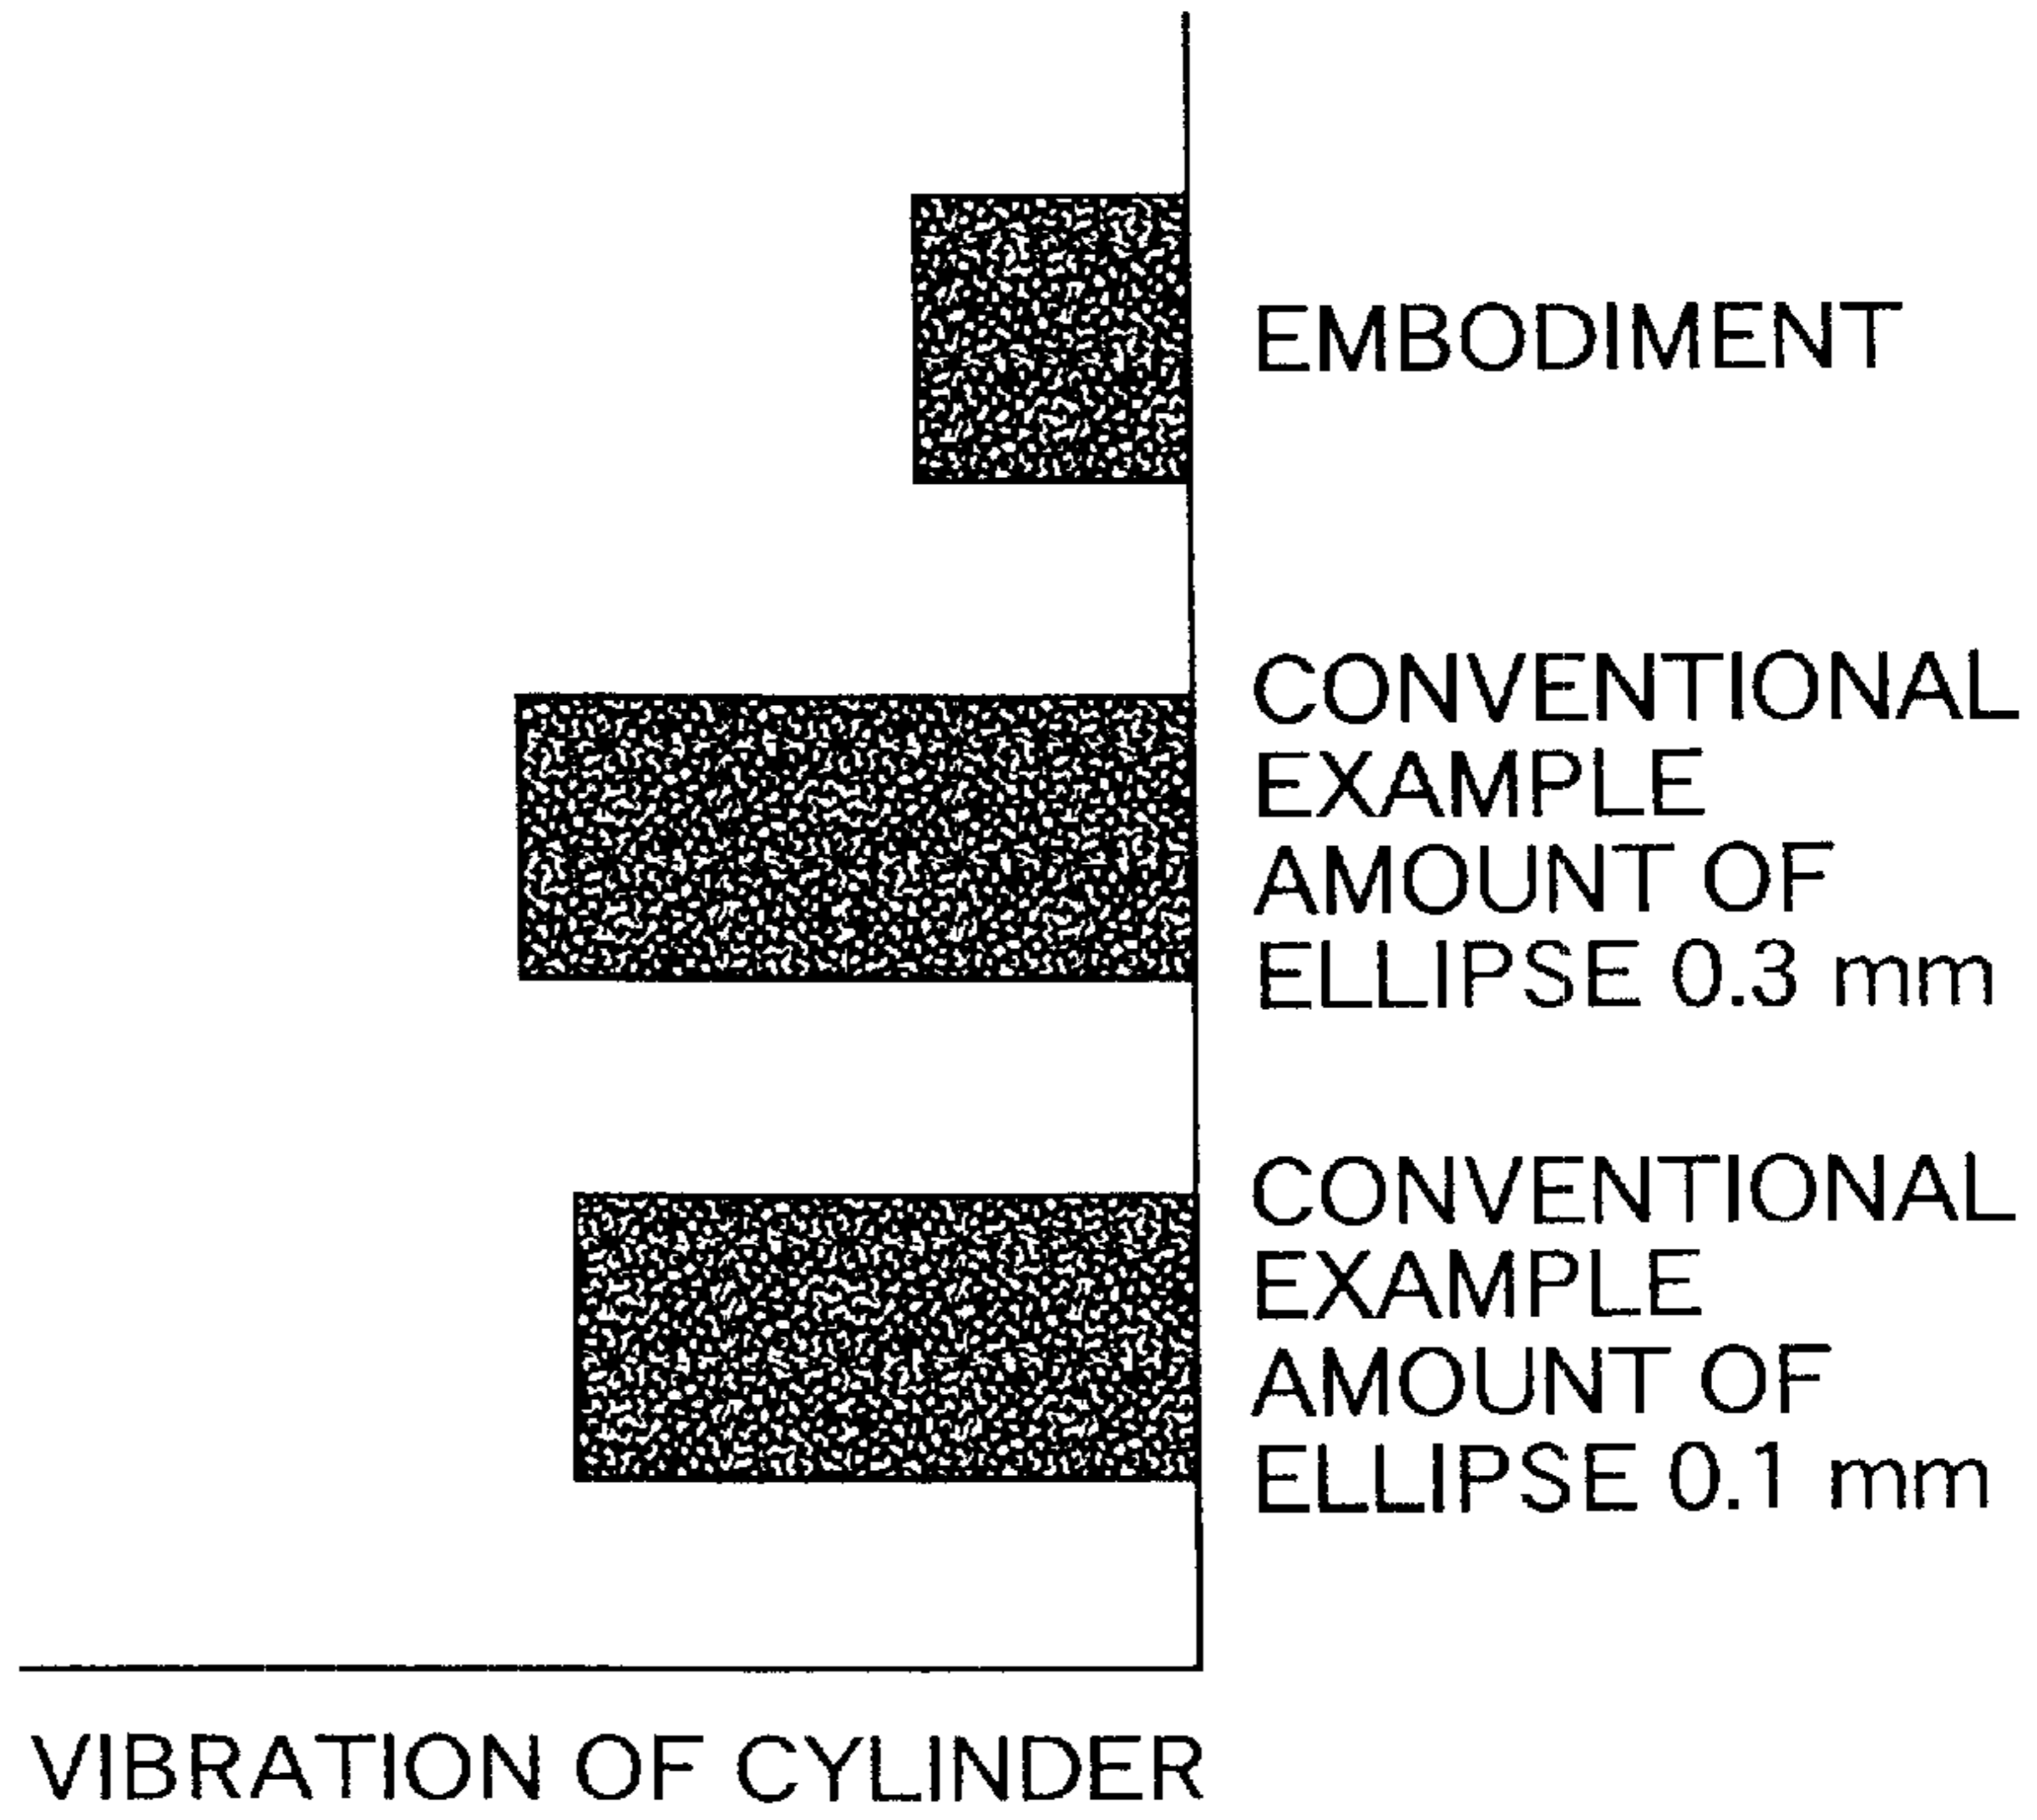 EMBODIMENT
CONVENTIONAL
EXAMPLE
AMOUNT OF
ELLIPSE 0.3 mm
CONVENTIONAL
EXAMPLE
AMOUNT OF
ELLIPSE 0.1 mm
VIBRATION OF CYLINDER